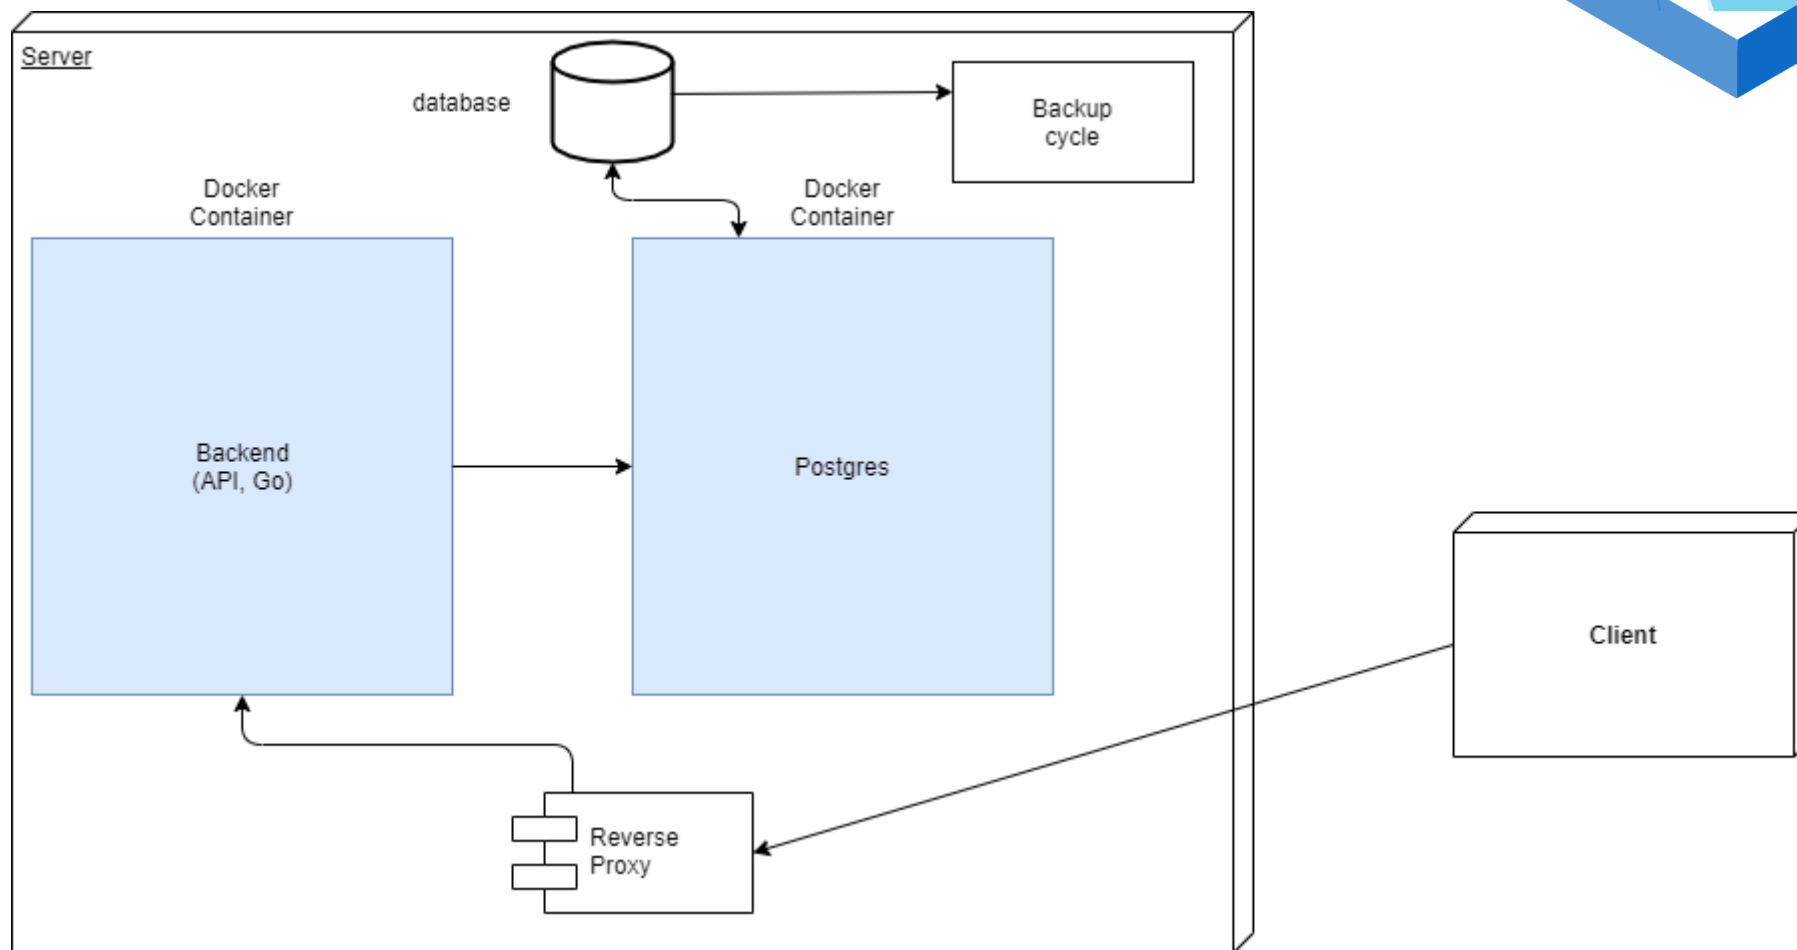 Server
database
Backup
cycle
Docker
Container
Docker
Container
Backend
(API, Go)
Postgres
Client
Reverse
Proxy